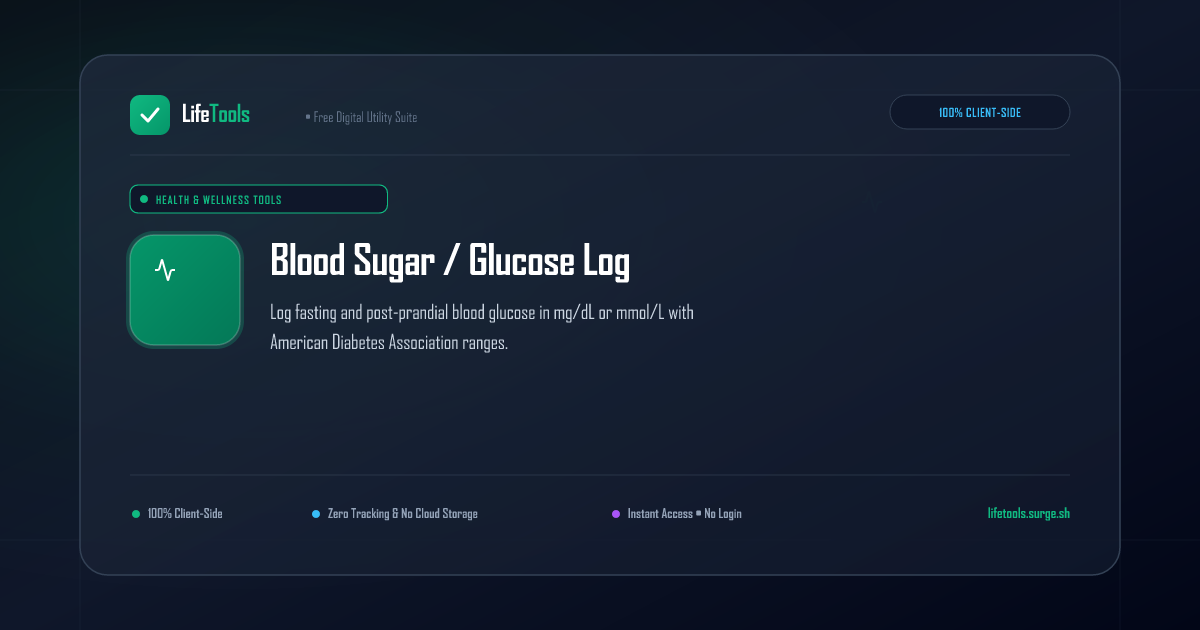 LifeTools
▪ Free Digital Utility Suite
100% CLIENT-SIDE
HEALTH & WELLNESS TOOLS
Blood Sugar / Glucose Log
Log fasting and post-prandial blood glucose in mg/dL or mmol/L with
American Diabetes Association ranges.
100% Client-Side
Zero Tracking & No Cloud Storage
Instant Access ▪ No Login
lifetools.surge.sh